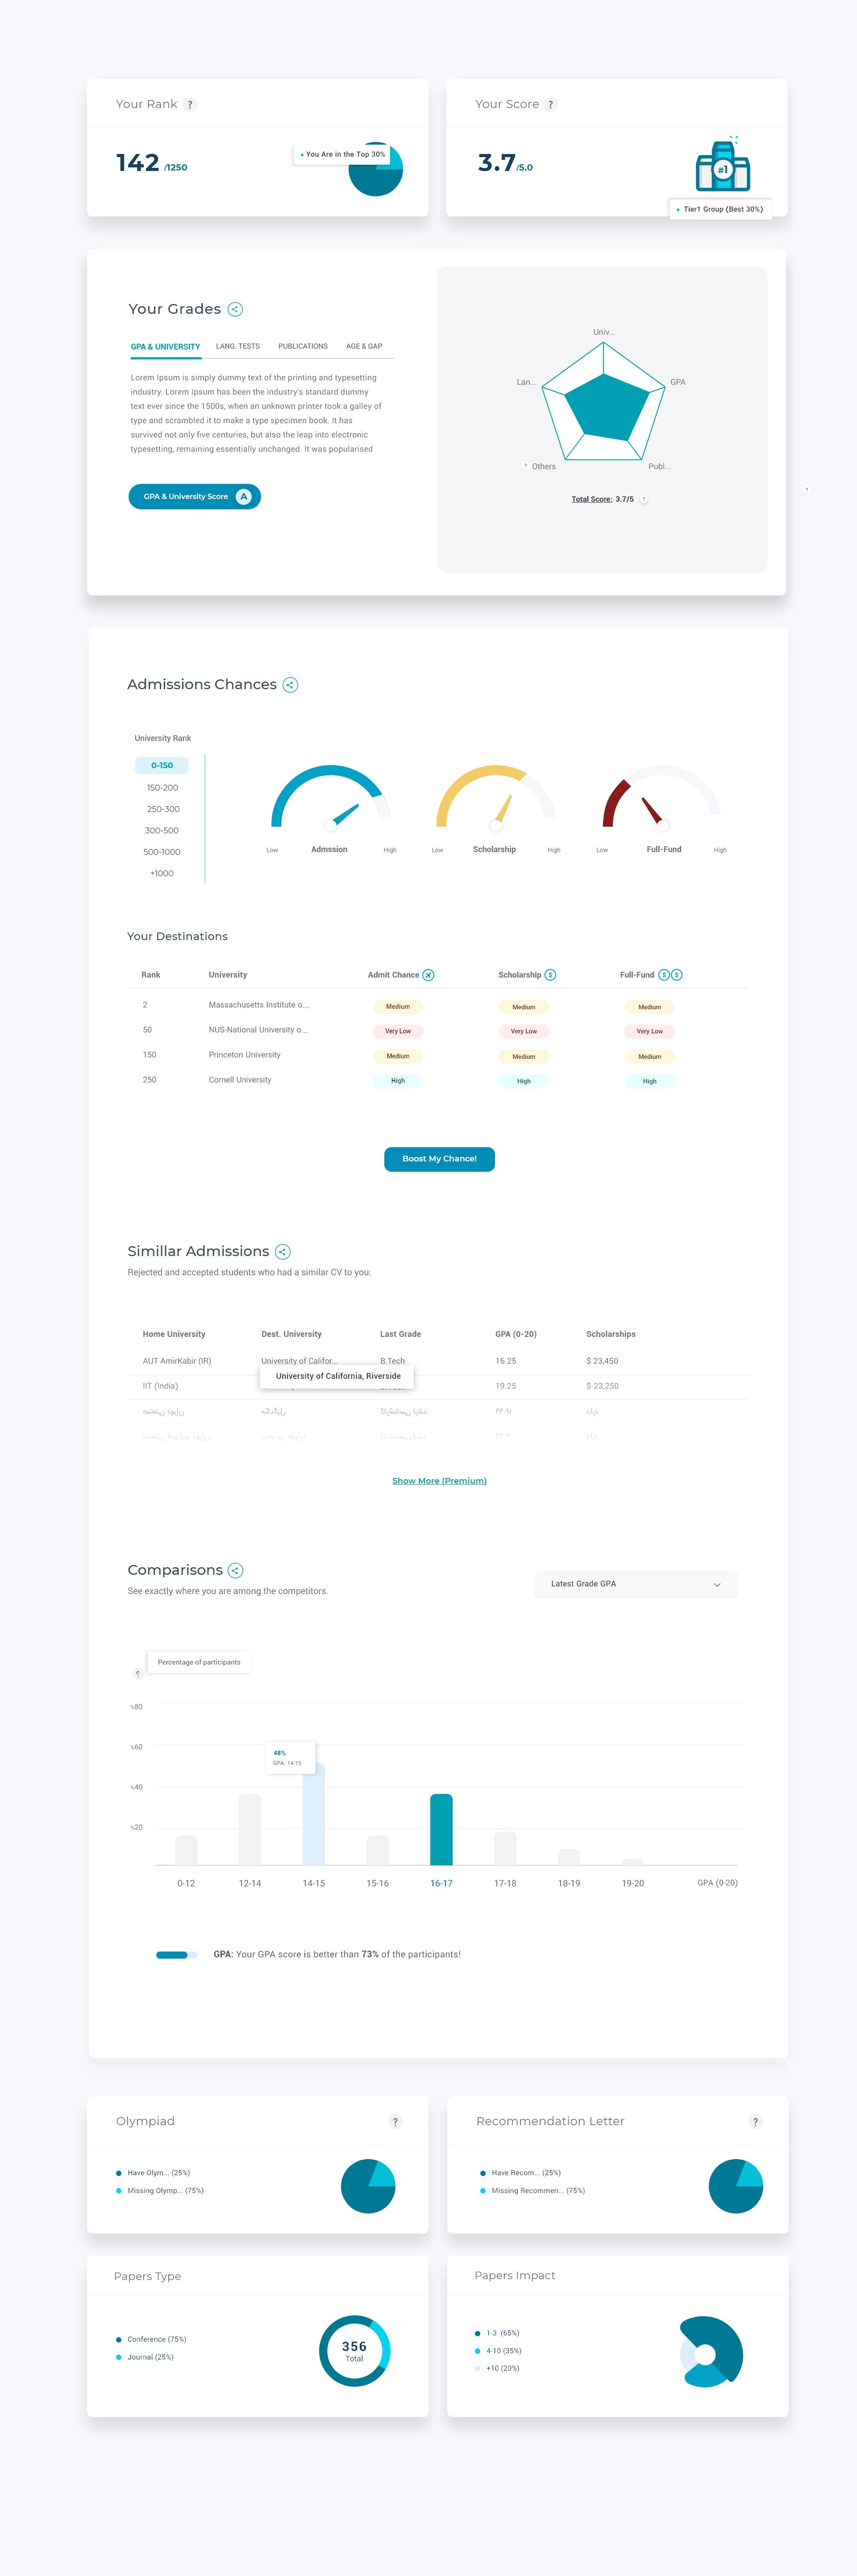 Your Rank ?
142 /1250
You Are in the Top 30%
Your Score ?
3.7 /5.0
#1
Tier1 Group (Best 30%)
Your Grades
GPA & UNIVERSITY LANG. TESTS PUBLICATIONS AGE & GAP
Lorem Ipsum is simply dummy text of the printing and typesetting
industry. Lorem Ipsum has been the industry's standard dummy
text ever since the 1500s, when an unknown printer took a galley of
type and scrambled it to make a type specimen book. It has
survived not only five centuries, but also the leap into electronic
typesetting, remaining essentially unchanged. It was popularised
GPA & University Score A
Univ...
Lan... GPA
? Others Publ...
Total Score: 3.7/5 ?
?
Admissions Chances
University Rank
0-150
150-200
250-300
300-500
500-1000
+1000
Low Admssion High
Low Scholarship High
Low Full-Fund High
Your Destinations
Rank University Admit Chance Scholarship $ Full-Fund $ $
2 Massachusetts Institute o... Medium Medium Medium
50 NUS-National University o... Very Low Very Low Very Low
150 Princeton University Medium Medium Medium
250 Cornell University High High High
Boost My Chance!
Simillar Admissions
Rejected and accepted students who had a similar CV to you:
Home University Dest. University Last Grade GPA (0-20) Scholarships
AUT AmirKabir (IR) University of Califor... B.Tech 16.25 $ 23,450
University of California, Riverside
IIT (India) 19.25 $ 23,250
Show More (Premium)
Comparisons
See exactly where you are among the competitors.
Latest Grade GPA
Percentage of participants
؟
%80
%60
48%
GPA: 14-15
%40
%20
0-12 12-14 14-15 15-16 16-17 17-18 18-19 19-20 GPA (0-20)
GPA: Your GPA score is better than 73% of the participants!
Olympiad ?
Have Olym... (25%)
Missing Olymp... (75%)
Recommendation Letter ?
Have Recom... (25%)
Missing Recommen... (75%)
Papers Type
Conference (75%)
Journal (25%)
356
Total
Papers Impact
1-3 (65%)
4-10 (35%)
+10 (20%)